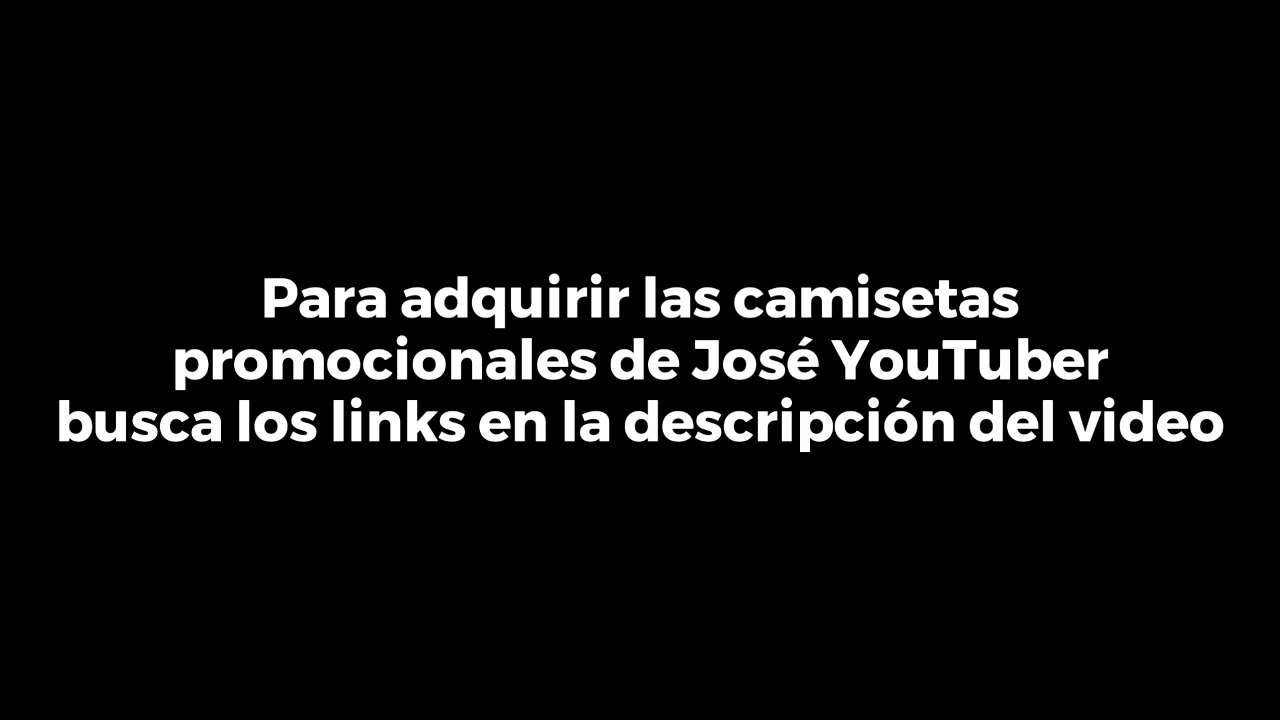 Para adquirir las camisetas
promocionales de José YouTuber
busca los links en la descripción del video